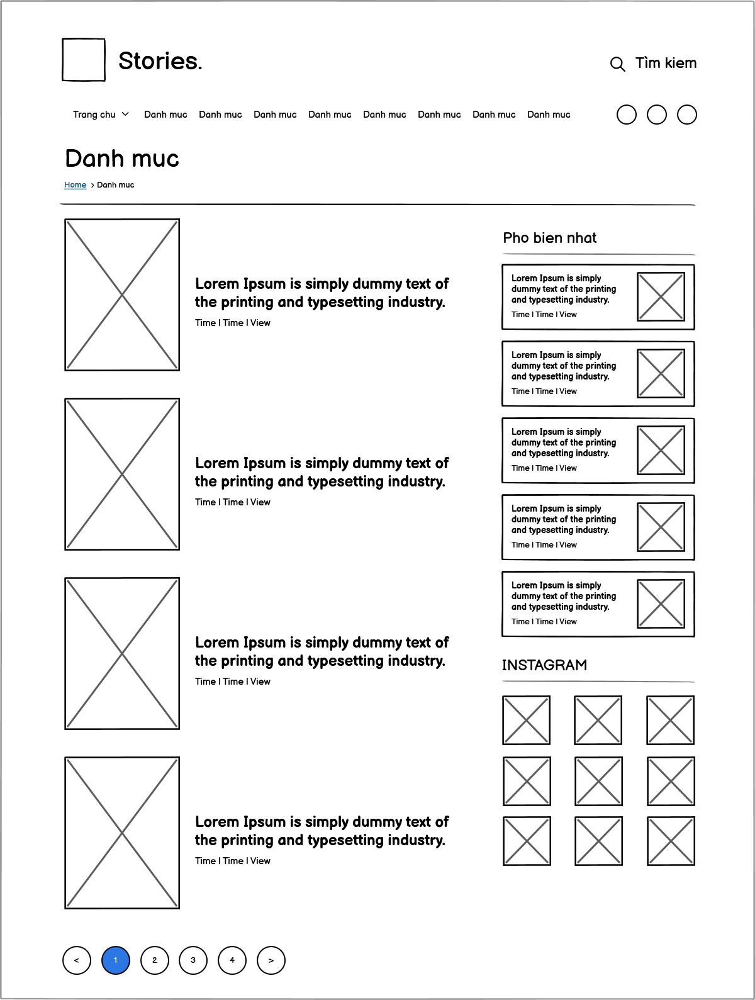 Stories.
Tìm kiem
Trang chu Danh muc Danh muc Danh muc Danh muc Danh muc Danh muc Danh muc Danh muc
Danh muc
Home > Danh muc
Lorem Ipsum is simply dummy text of
the printing and typesetting industry.
Time | Time | View
Lorem Ipsum is simply dummy text of
the printing and typesetting industry.
Time | Time | View
Lorem Ipsum is simply dummy text of
the printing and typesetting industry.
Time | Time | View
Lorem Ipsum is simply dummy text of
the printing and typesetting industry.
Time | Time | View
Pho bien nhat
Lorem Ipsum is simply
dummy text of the printing
and typesetting industry.
Time | Time | View
Lorem Ipsum is simply
dummy text of the printing
and typesetting industry.
Time | Time | View
Lorem Ipsum is simply
dummy text of the printing
and typesetting industry.
Time | Time | View
Lorem Ipsum is simply
dummy text of the printing
and typesetting industry.
Time | Time | View
Lorem Ipsum is simply
dummy text of the printing
and typesetting industry.
Time | Time | View
INSTAGRAM
< 1 2 3 4 >